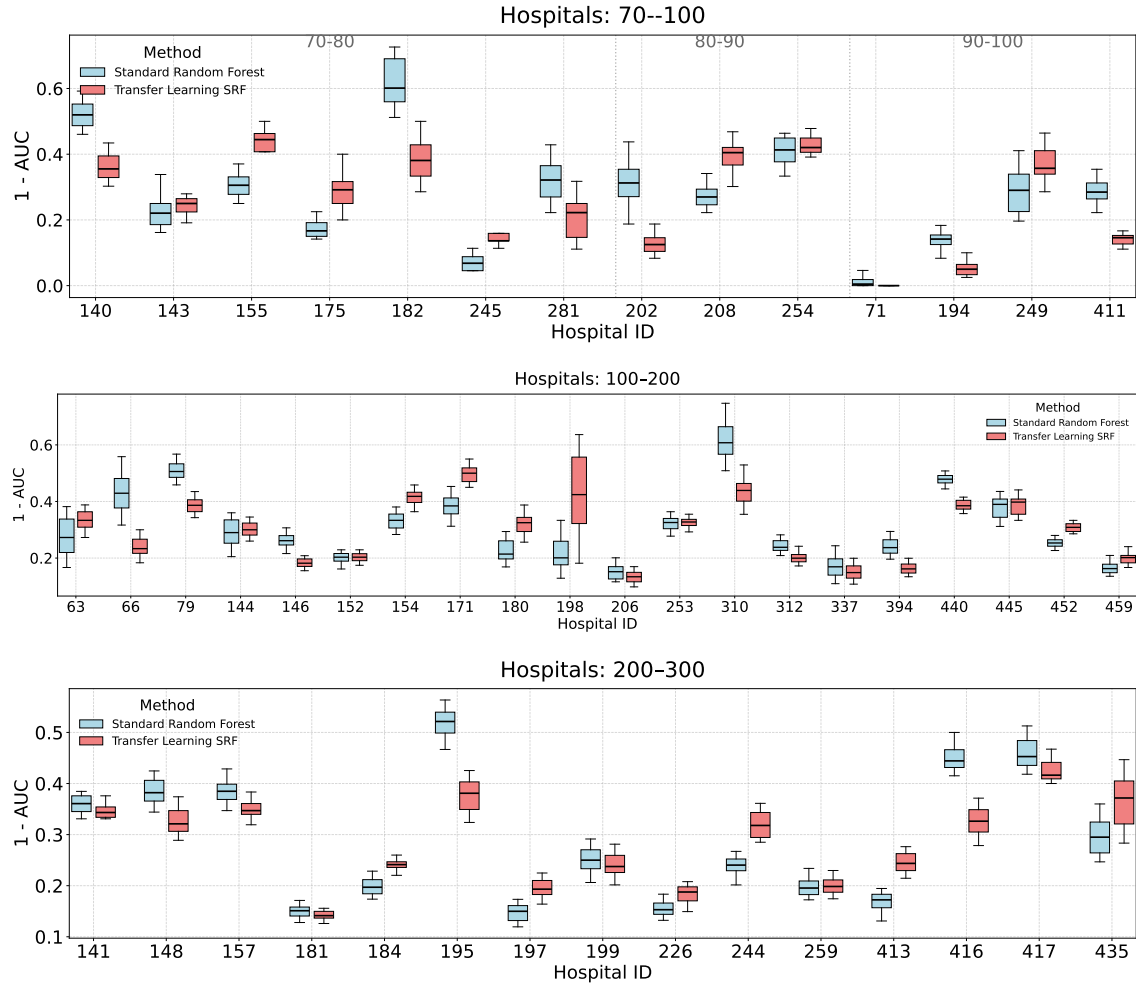 Hospitals: 70--100
70-80
80-90
90-100
Method
Standard Random Forest
Transfer Learning SRF
1 - AUC
0.6
0.4
0.2
0.0
140 143 155 175 182 245 281 202 208 254 71 194 249 411
Hospital ID
Hospitals: 100–200
Method
Standard Random Forest
Transfer Learning SRF
1 - AUC
0.6
0.4
0.2
63 66 79 144 146 152 154 171 180 198 206 253 310 312 337 394 440 445 452 459
Hospital ID
Hospitals: 200–300
Method
Standard Random Forest
Transfer Learning SRF
1 - AUC
0.5
0.4
0.3
0.2
0.1
141 148 157 181 184 195 197 199 226 244 259 413 416 417 435
Hospital ID